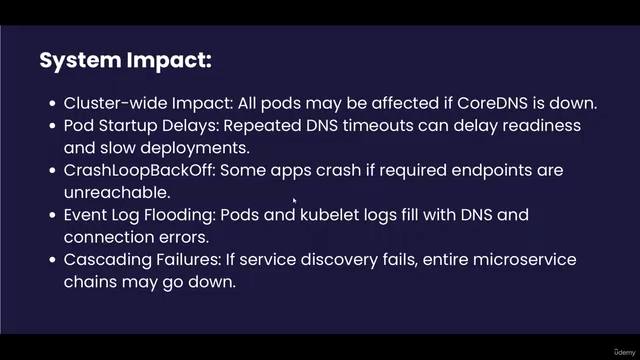 System Impact:
• Cluster-wide Impact: All pods may be affected if CoreDNS is down.
• Pod Startup Delays: Repeated DNS timeouts can delay readiness
and slow deployments.
• CrashLoopBackOff: Some apps crash if required endpoints are
unreachable.
• Event Log Flooding: Pods and kubelet logs fill with DNS and
connection errors.
• Cascading Failures: If service discovery fails, entire microservice
chains may go down.
ûdemy